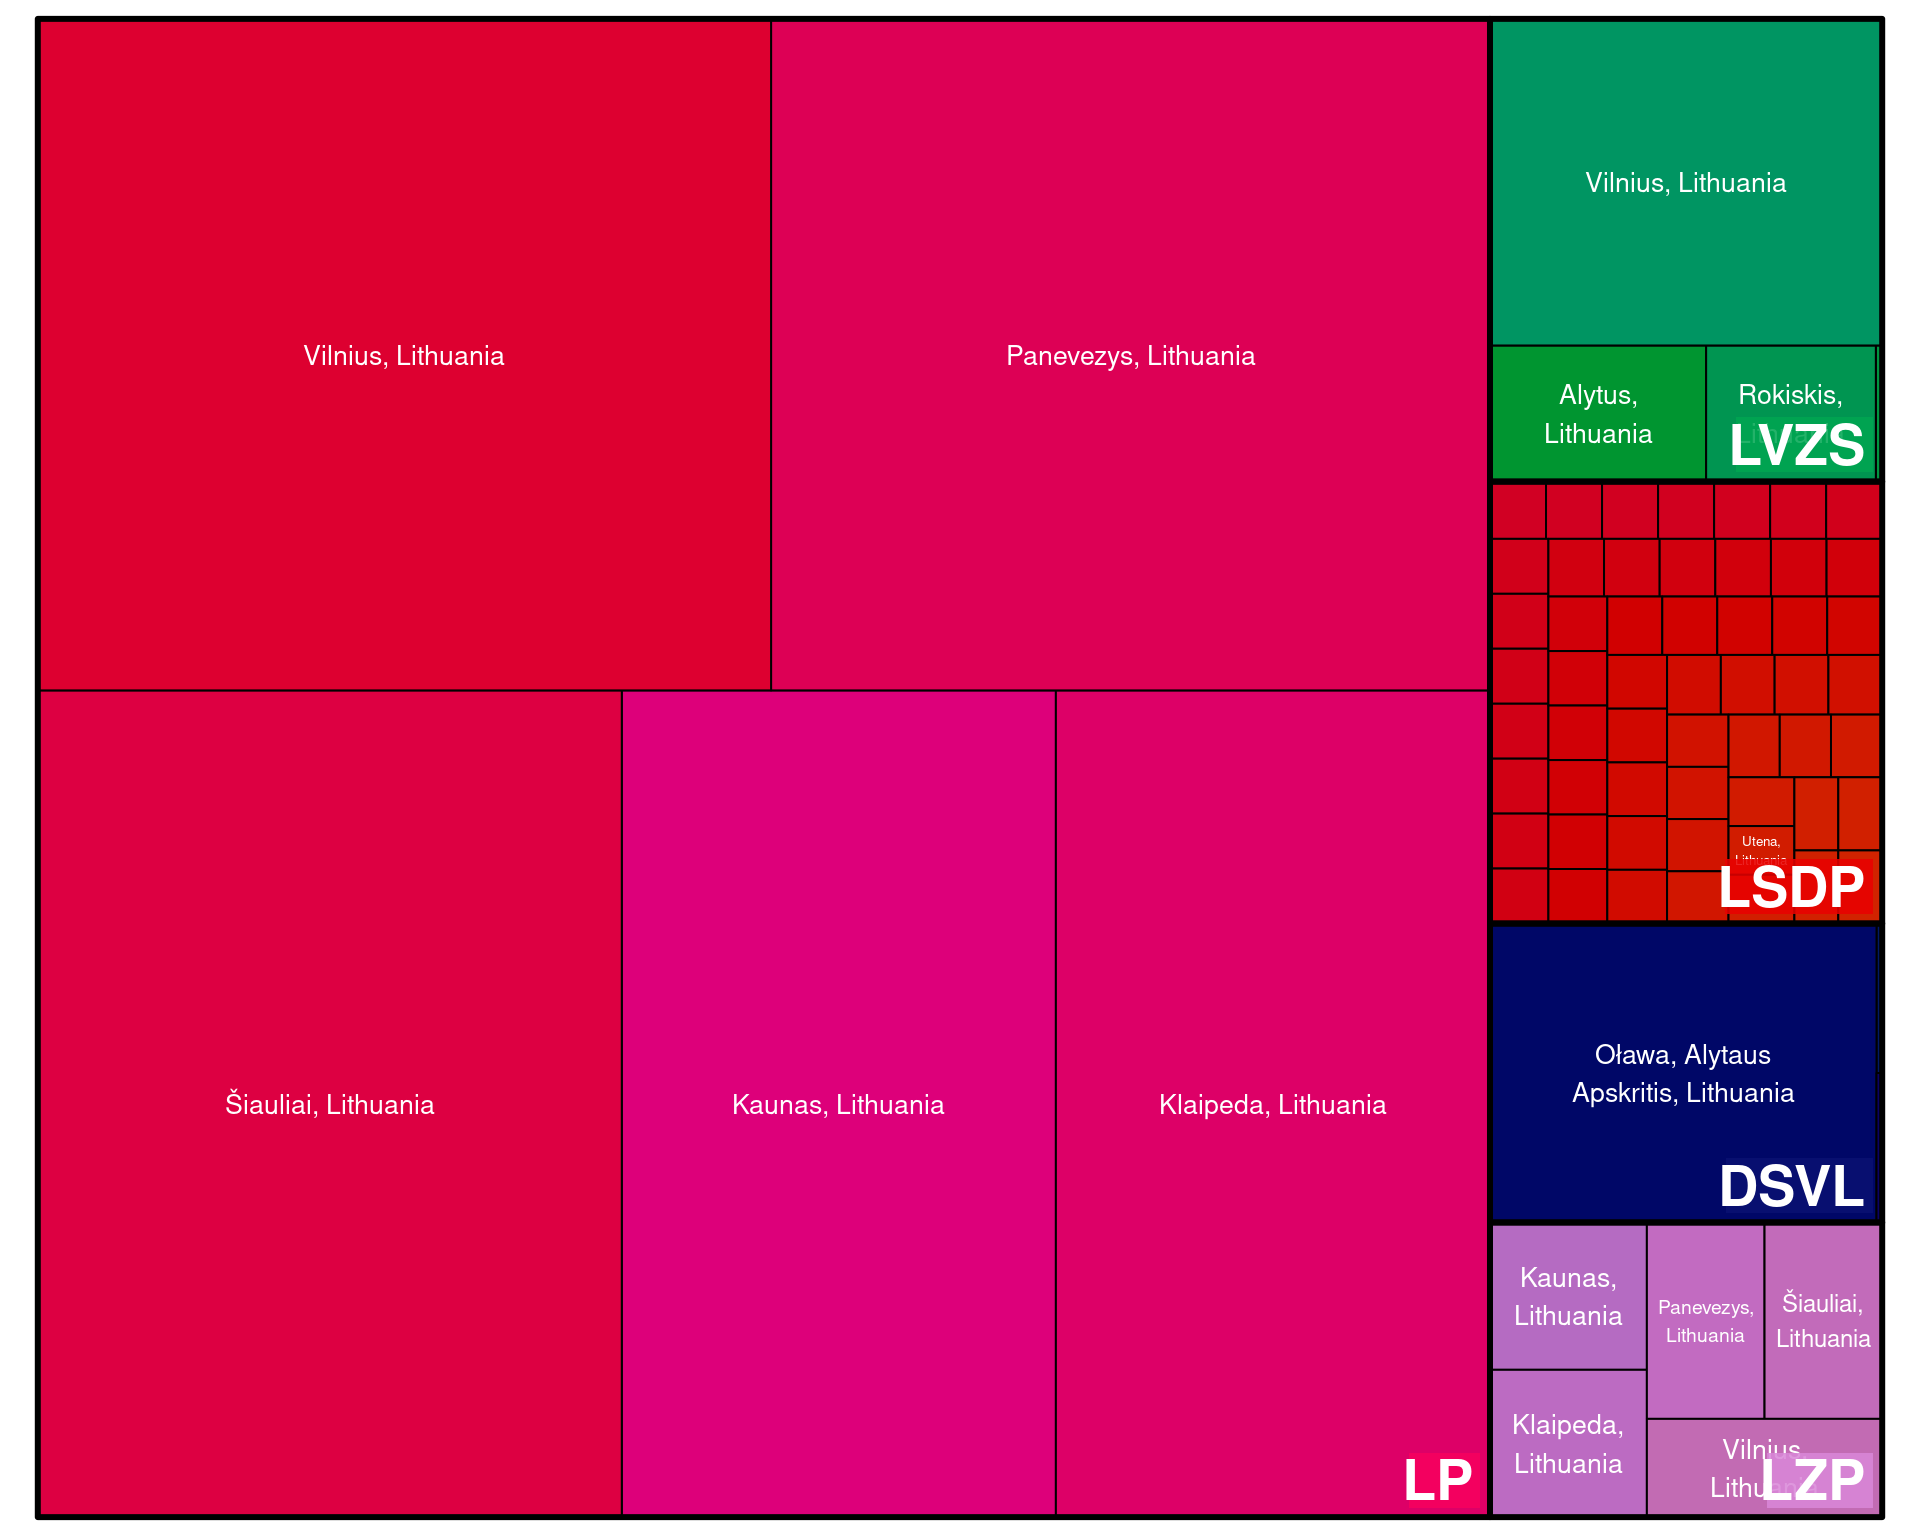 Vilnius, Lithuania
Panevezys, Lithuania
Šiauliai, Lithuania
Kaunas, Lithuania
Klaipeda, Lithuania
LP
Vilnius, Lithuania
Alytus,
Lithuania
Rokiskis,
LVZS
Utena,
Lithuania
LSDP
Oława, Alytaus
Apskritis, Lithuania
DSVL
Kaunas,
Lithuania
Panevezys,
Lithuania
Šiauliai,
Lithuania
Klaipeda,
Lithuania
Vilnius,
LZP